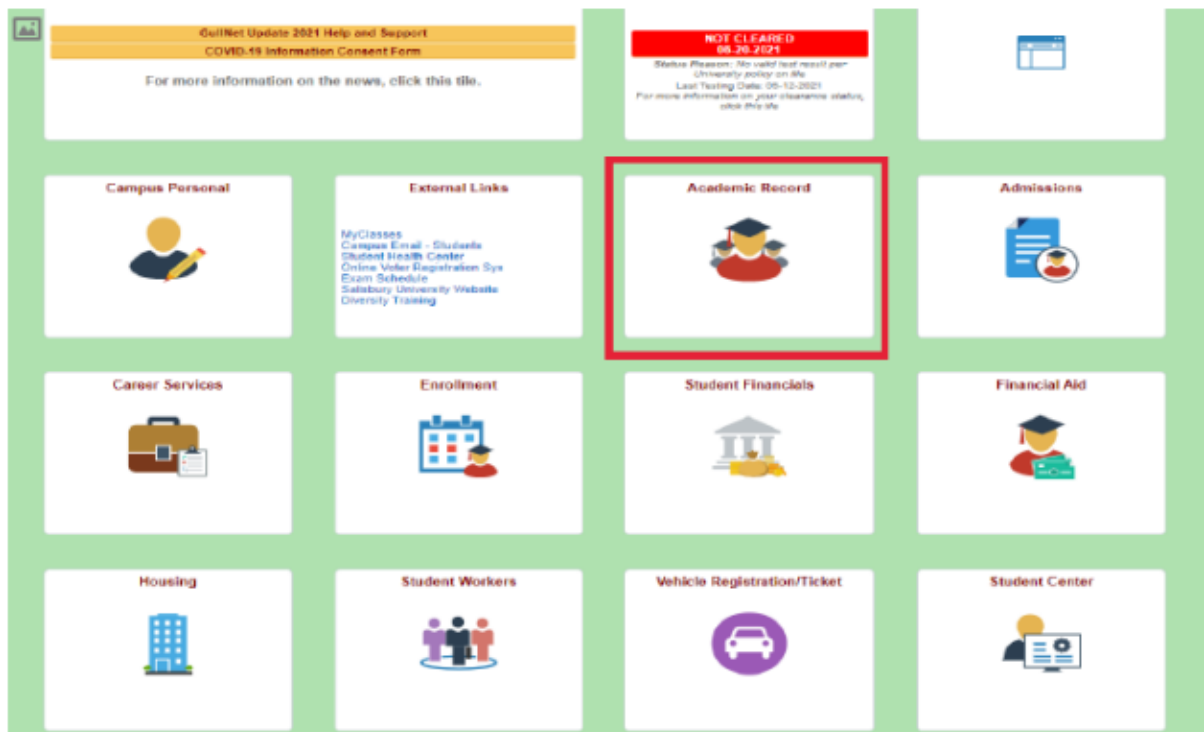 GullNet Update 2021 Help and Support
COVID-19 Information Consent Form
For more information on the news, click this tile.
NOT CLEARED
08-20-2021
Status Reason: No valid test result per
University policy on file
Last Testing Date: 05-12-2021
For more information on your clearance status,
click this tile
Campus Personal
External Links
Academic Record
Admissions
MyClasses
Campus Email - Students
Student Health Center
Online Voter Registration Sys
Exam Schedule
Salisbury University Website
Diversity Training
Career Services
Enrollment
Student Financials
Financial Aid
Housing
Student Workers
Vehicle Registration/Ticket
Student Center